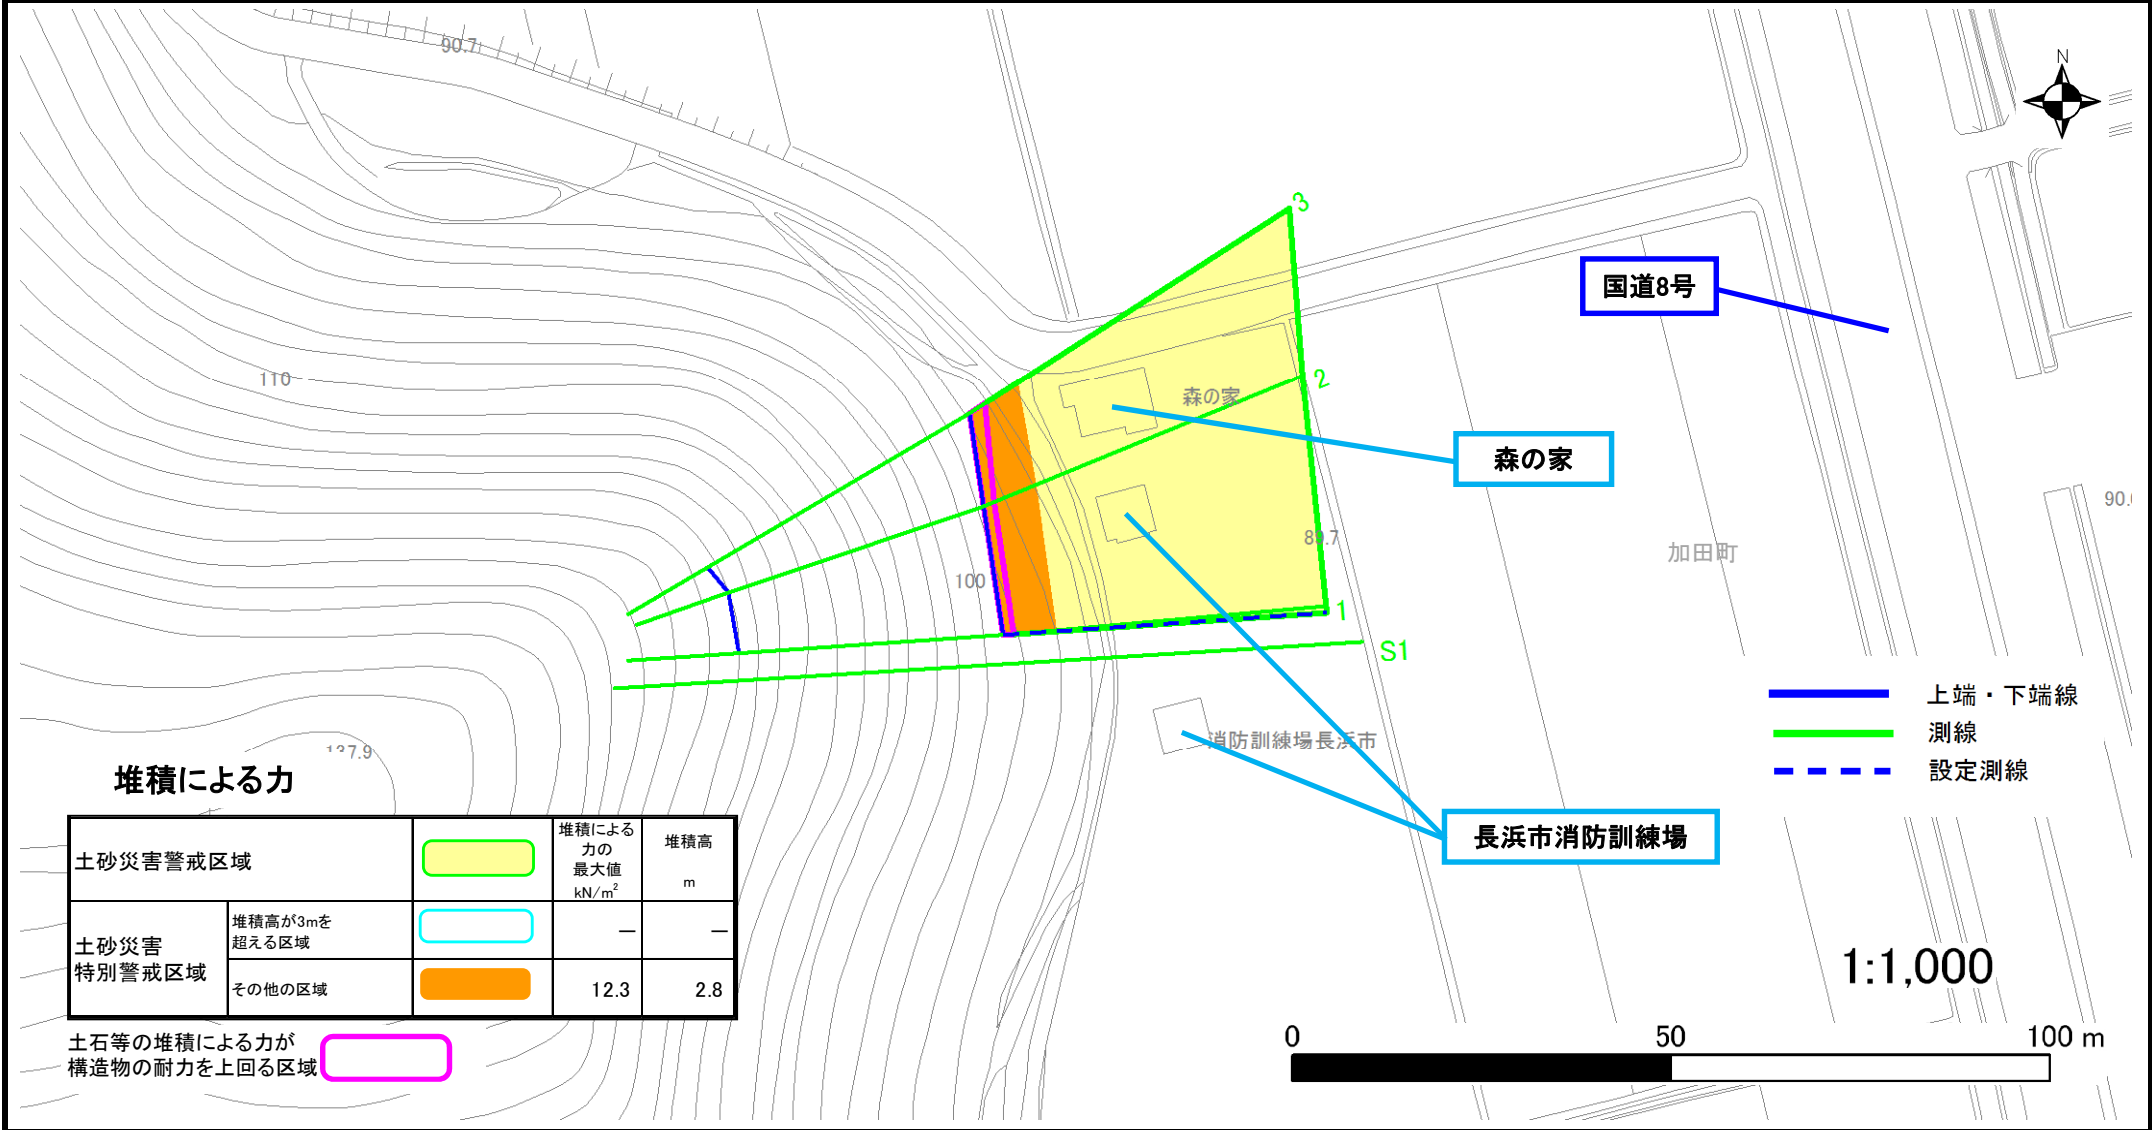 90.7
N
3
国道8号
110
2
森の家
森の家
90.
89.7
加田町
100
1
S1
上端・下端線
137.9
消防訓練場長浜市
測線
設定測線
堆積による力
長浜市消防訓練場
土砂災害警戒区域
堆積による
力の
最大値
kN/m²
堆積高
m
土砂災害
特別警戒区域
堆積高が3mを
超える区域
— —
その他の区域
12.3 2.8
1:1,000
土石等の堆積による力が
構造物の耐力を上回る区域
0 50 100 m